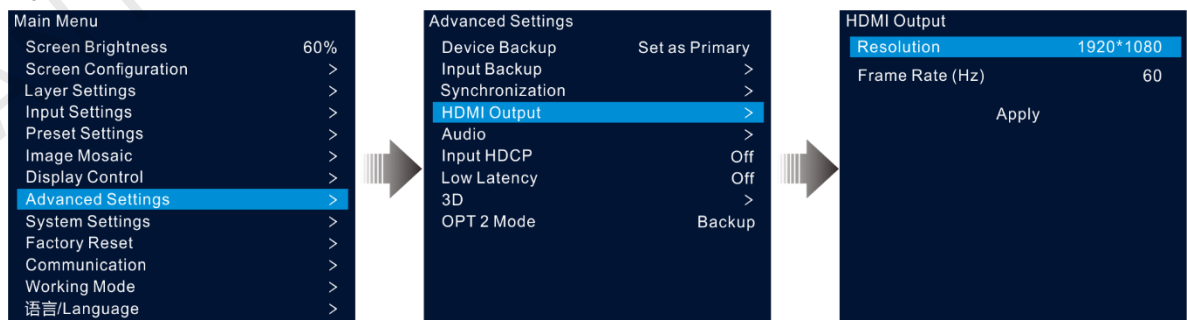 Main Menu
Screen Brightness 60%
Screen Configuration >
Layer Settings >
Input Settings >
Preset Settings >
Image Mosaic >
Display Control >
Advanced Settings >
System Settings >
Factory Reset >
Communication >
Working Mode >
语言/Language >
Advanced Settings
Device Backup Set as Primary
Input Backup >
Synchronization >
HDMI Output >
Audio >
Input HDCP Off
Low Latency Off
3D >
OPT 2 Mode Backup
HDMI Output
Resolution 1920*1080
Frame Rate (Hz) 60
Apply